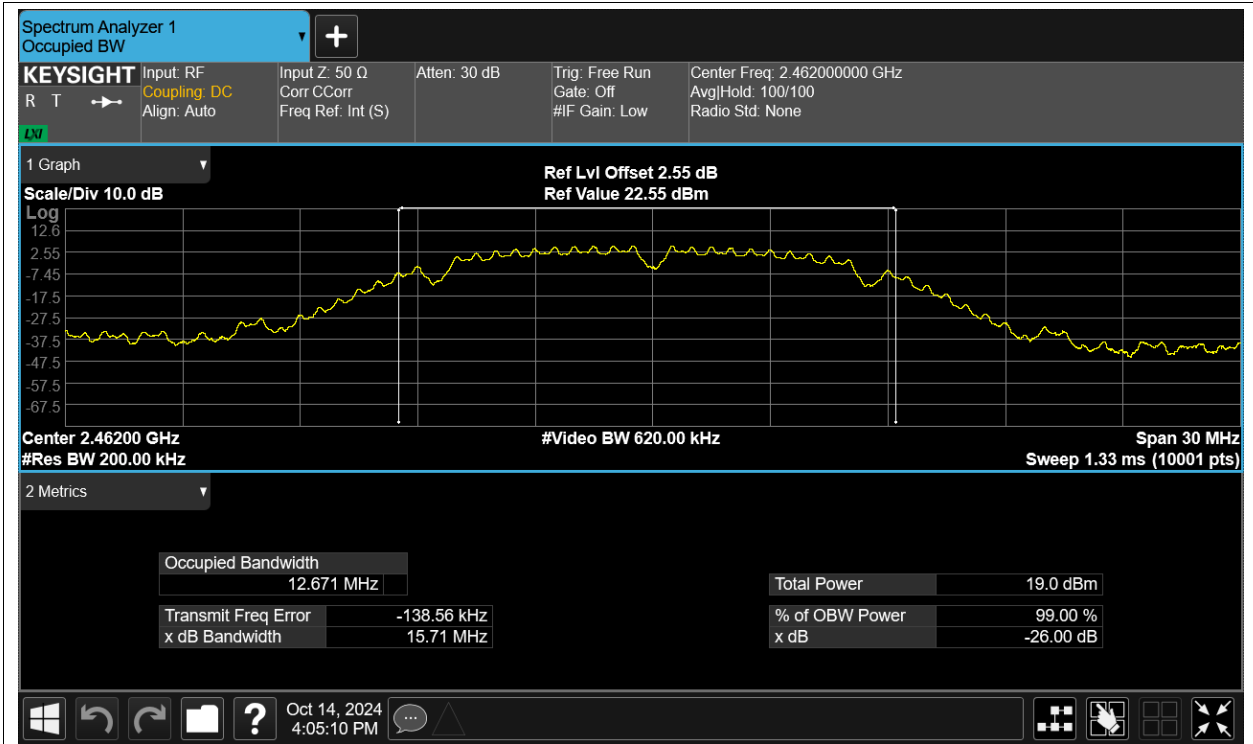 Spectrum Analyzer 1
Occupied BW
KEYSIGHT
R T
LXI
Input: RF
Coupling: DC
Align: Auto
Input Z: 50 Ω
Corr CCorr
Freq Ref: Int (S)
Atten: 30 dB
Trig: Free Run
Gate: Off
#IF Gain: Low
Center Freq: 2.462000000 GHz
Avg|Hold: 100/100
Radio Std: None
1 Graph
Scale/Div 10.0 dB
Ref Lvl Offset 2.55 dB
Ref Value 22.55 dBm
Log
12.6
2.55
-7.45
-17.5
-27.5
-37.5
-47.5
-57.5
-67.5
Center 2.46200 GHz
#Video BW 620.00 kHz
Span 30 MHz
#Res BW 200.00 kHz
Sweep 1.33 ms (10001 pts)
2 Metrics
Occupied Bandwidth
12.671 MHz
Total Power 19.0 dBm
Transmit Freq Error -138.56 kHz
% of OBW Power 99.00 %
x dB Bandwidth 15.71 MHz
x dB -26.00 dB
?
Oct 14, 2024
4:05:10 PM